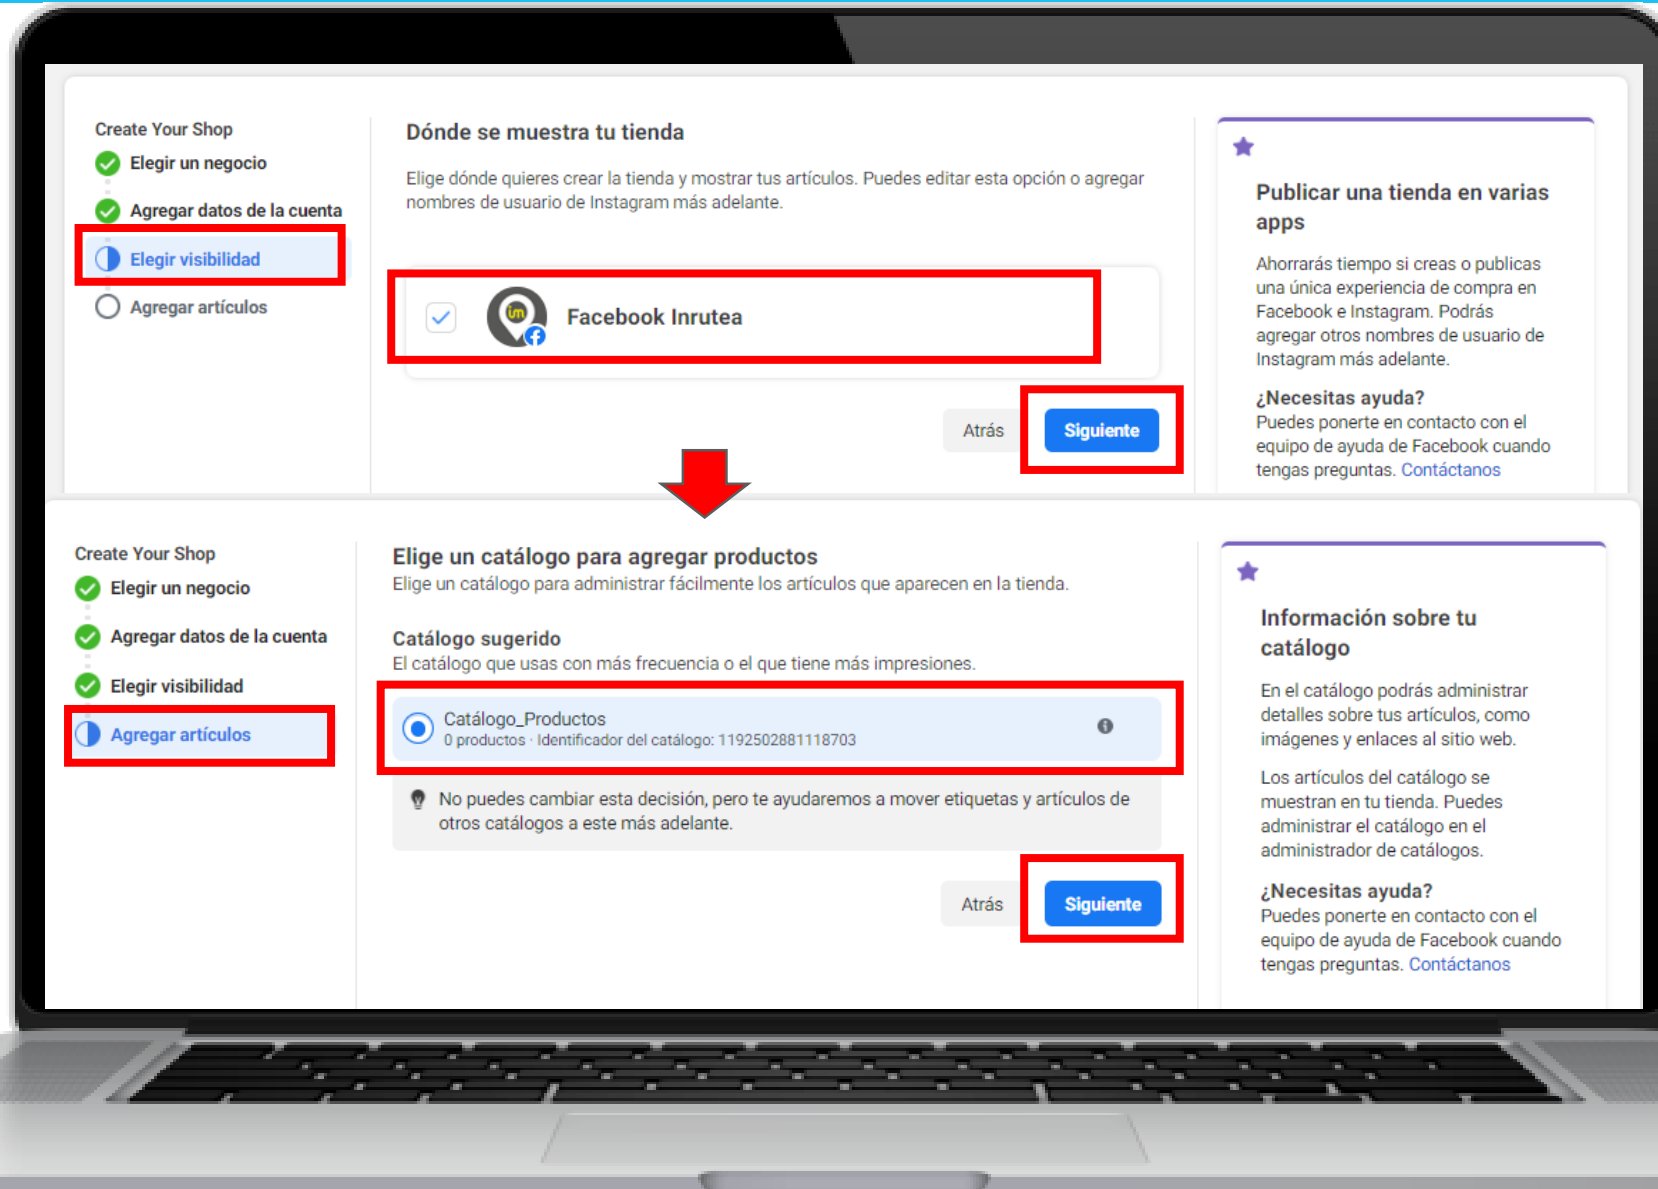 Create Your Shop
Elegir un negocio
Agregar datos de la cuenta
Elegir visibilidad
Agregar artículos
Dónde se muestra tu tienda
Elige dónde quieres crear la tienda y mostrar tus artículos. Puedes editar esta opción o agregar
nombres de usuario de Instagram más adelante.
im
Facebook Inrutea
Atrás
Siguiente
Publicar una tienda en varias
apps
Ahorrarás tiempo si creas o publicas
una única experiencia de compra en
Facebook e Instagram. Podrás
agregar otros nombres de usuario de
Instagram más adelante.
¿Necesitas ayuda?
Puedes ponerte en contacto con el
equipo de ayuda de Facebook cuando
tengas preguntas. Contáctanos
Create Your Shop
Elegir un negocio
Agregar datos de la cuenta
Elegir visibilidad
Agregar artículos
Elige un catálogo para agregar productos
Elige un catálogo para administrar fácilmente los artículos que aparecen en la tienda.
Catálogo sugerido
El catálogo que usas con más frecuencia o el que tiene más impresiones.
Catálogo_Productos
0 productos · Identificador del catálogo: 1192502881118703
No puedes cambiar esta decisión, pero te ayudaremos a mover etiquetas y artículos de
otros catálogos a este más adelante.
Atrás
Siguiente
Información sobre tu
catálogo
En el catálogo podrás administrar
detalles sobre tus artículos, como
imágenes y enlaces al sitio web.
Los artículos del catálogo se
muestran en tu tienda. Puedes
administrar el catálogo en el
administrador de catálogos.
¿Necesitas ayuda?
Puedes ponerte en contacto con el
equipo de ayuda de Facebook cuando
tengas preguntas. Contáctanos